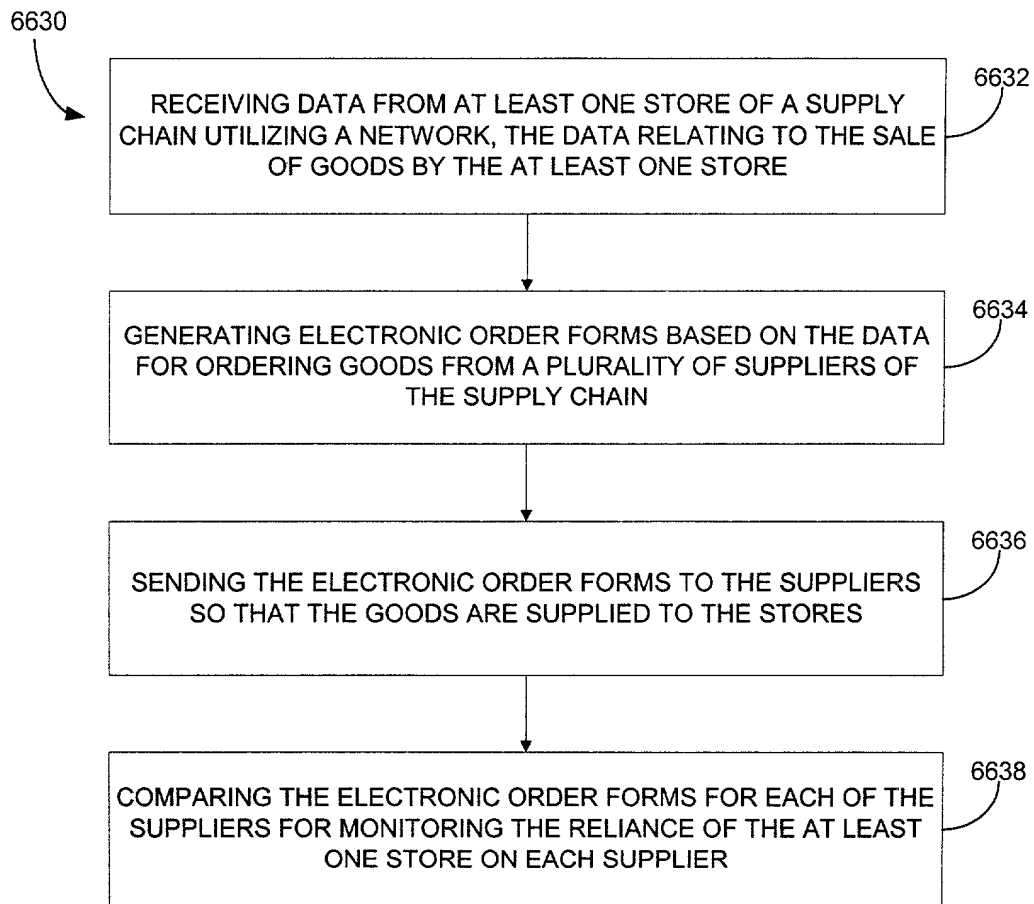 6630
6632
RECEIVING DATA FROM AT LEAST ONE STORE OF A SUPPLY
CHAIN UTILIZING A NETWORK, THE DATA RELATING TO THE SALE
OF GOODS BY THE AT LEAST ONE STORE
6634
GENERATING ELECTRONIC ORDER FORMS BASED ON THE DATA
FOR ORDERING GOODS FROM A PLURALITY OF SUPPLIERS OF
THE SUPPLY CHAIN
6636
SENDING THE ELECTRONIC ORDER FORMS TO THE SUPPLIERS
SO THAT THE GOODS ARE SUPPLIED TO THE STORES
6638
COMPARING THE ELECTRONIC ORDER FORMS FOR EACH OF THE
SUPPLIERS FOR MONITORING THE RELIANCE OF THE AT LEAST
ONE STORE ON EACH SUPPLIER